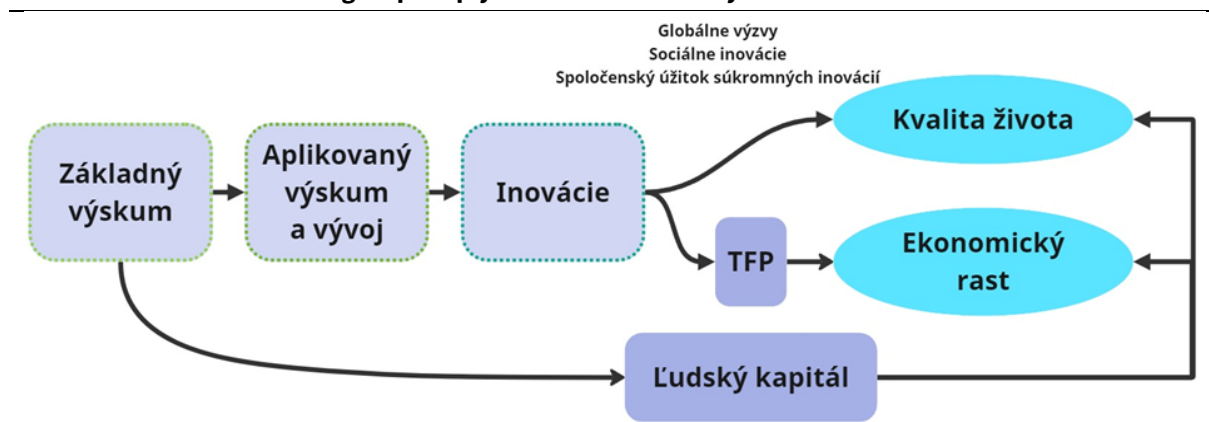 Globálne výzvy
Sociálne inovácie
Spoločenský úžitok súkromných inovácií
Kvalita života
Základný
výskum
Aplikovaný
výskum
a vývoj
Inovácie
TFP
Ekonomický
rast
Ľudský kapitál